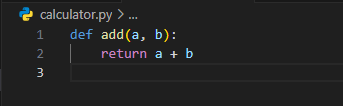 calculator.py > ...
1 def add(a, b):
2     return a + b
3